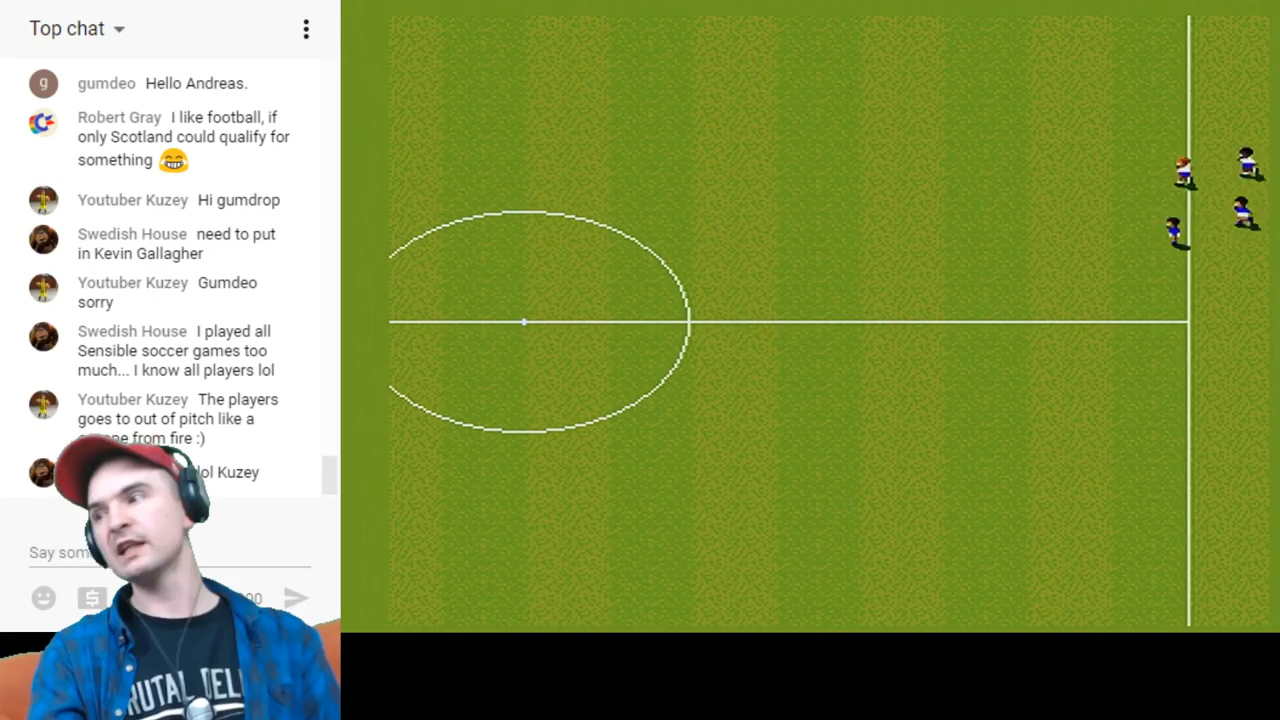 Top chat
gumdeo Hello Andreas.
Robert Gray I like football, if
only Scotland could qualify for
something 😂
Youtuber Kuzey Hi gumdrop
Swedish House need to put
in Kevin Gallagher
Youtuber Kuzey Gumdeo
sorry
Swedish House I played all
Sensible soccer games too
much... I know all players lol
Youtuber Kuzey The players
goes to out of pitch like a
from fire :)
lol Kuzey
Say